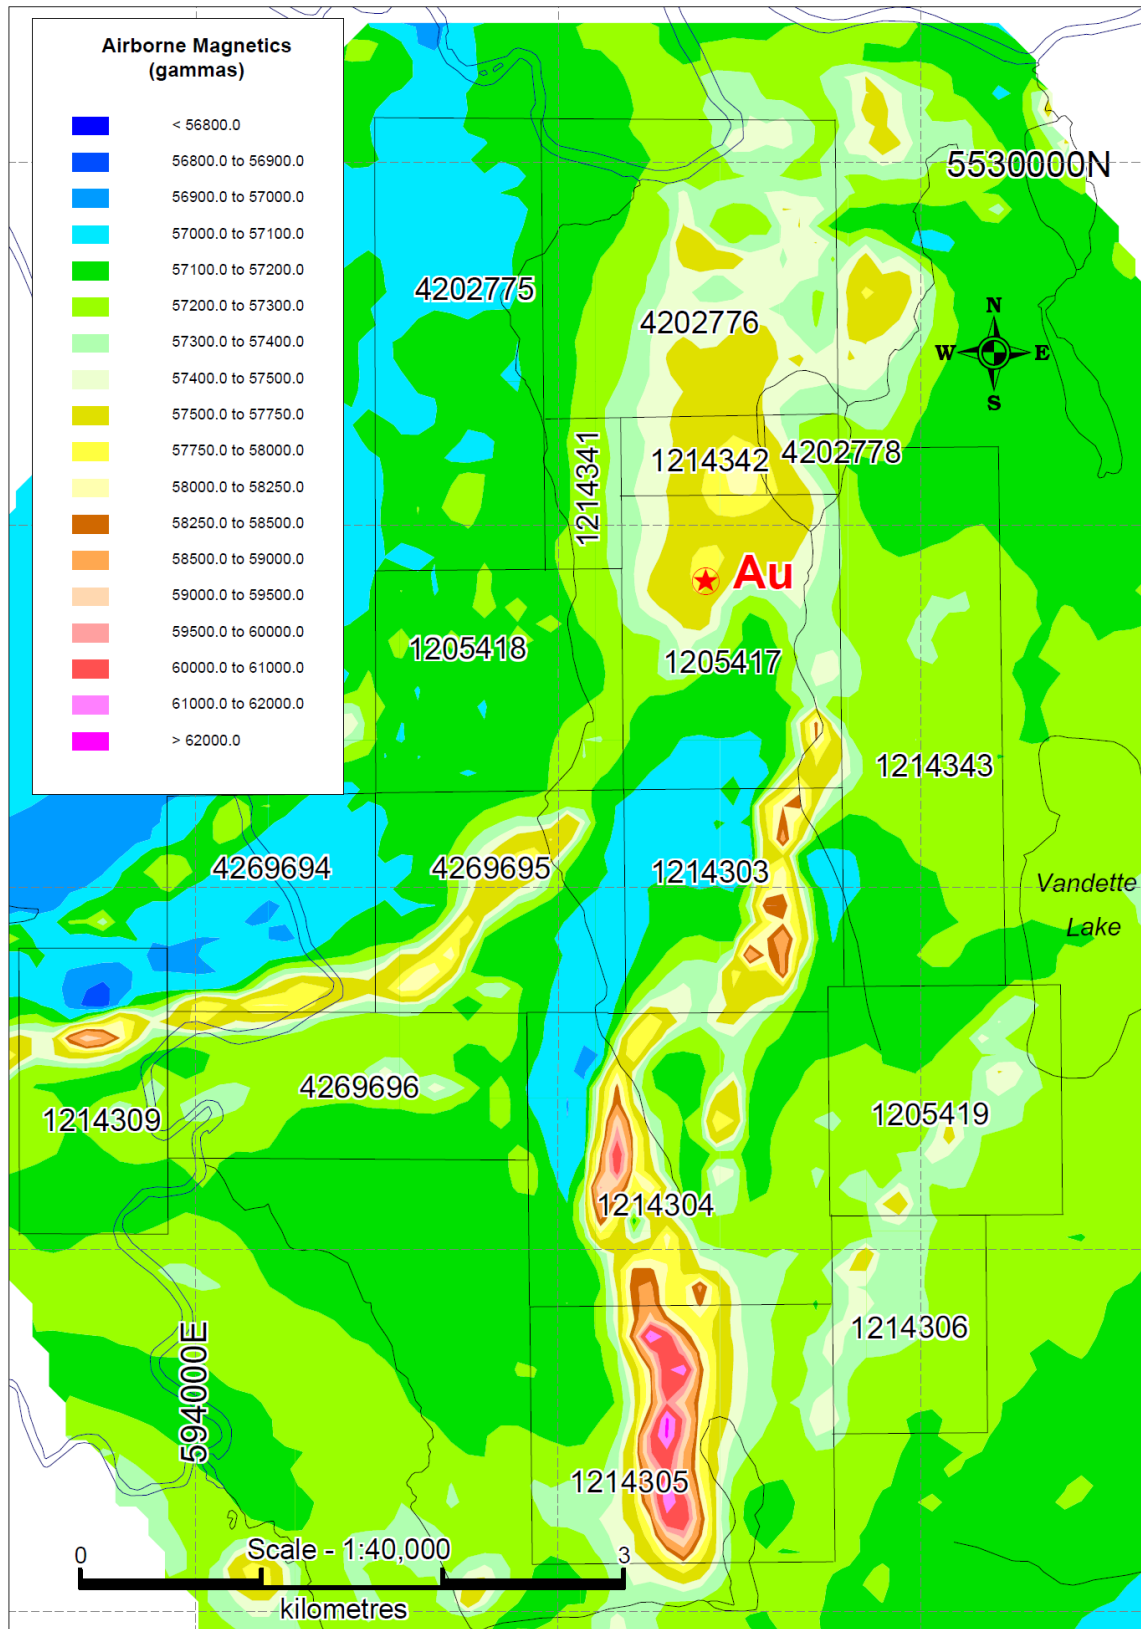 Airborne Magnetics
(gammas)
< 56800.0
56800.0 to 56900.0
56900.0 to 57000.0
57000.0 to 57100.0
57100.0 to 57200.0
57200.0 to 57300.0
57300.0 to 57400.0
57400.0 to 57500.0
57500.0 to 57750.0
57750.0 to 58000.0
58000.0 to 58250.0
58250.0 to 58500.0
58500.0 to 59000.0
59000.0 to 59500.0
59500.0 to 60000.0
60000.0 to 61000.0
61000.0 to 62000.0
> 62000.0
5530000N
4202775
4202776
N
W E
S
1214341
1214342
4202778
Au
1205418
1205417
1214343
4269694
4269695
1214303
Vandette
Lake
4269696
1214309
1205419
1214304
1214306
594000E
1214305
0 Scale - 1:40,000 3
kilometres